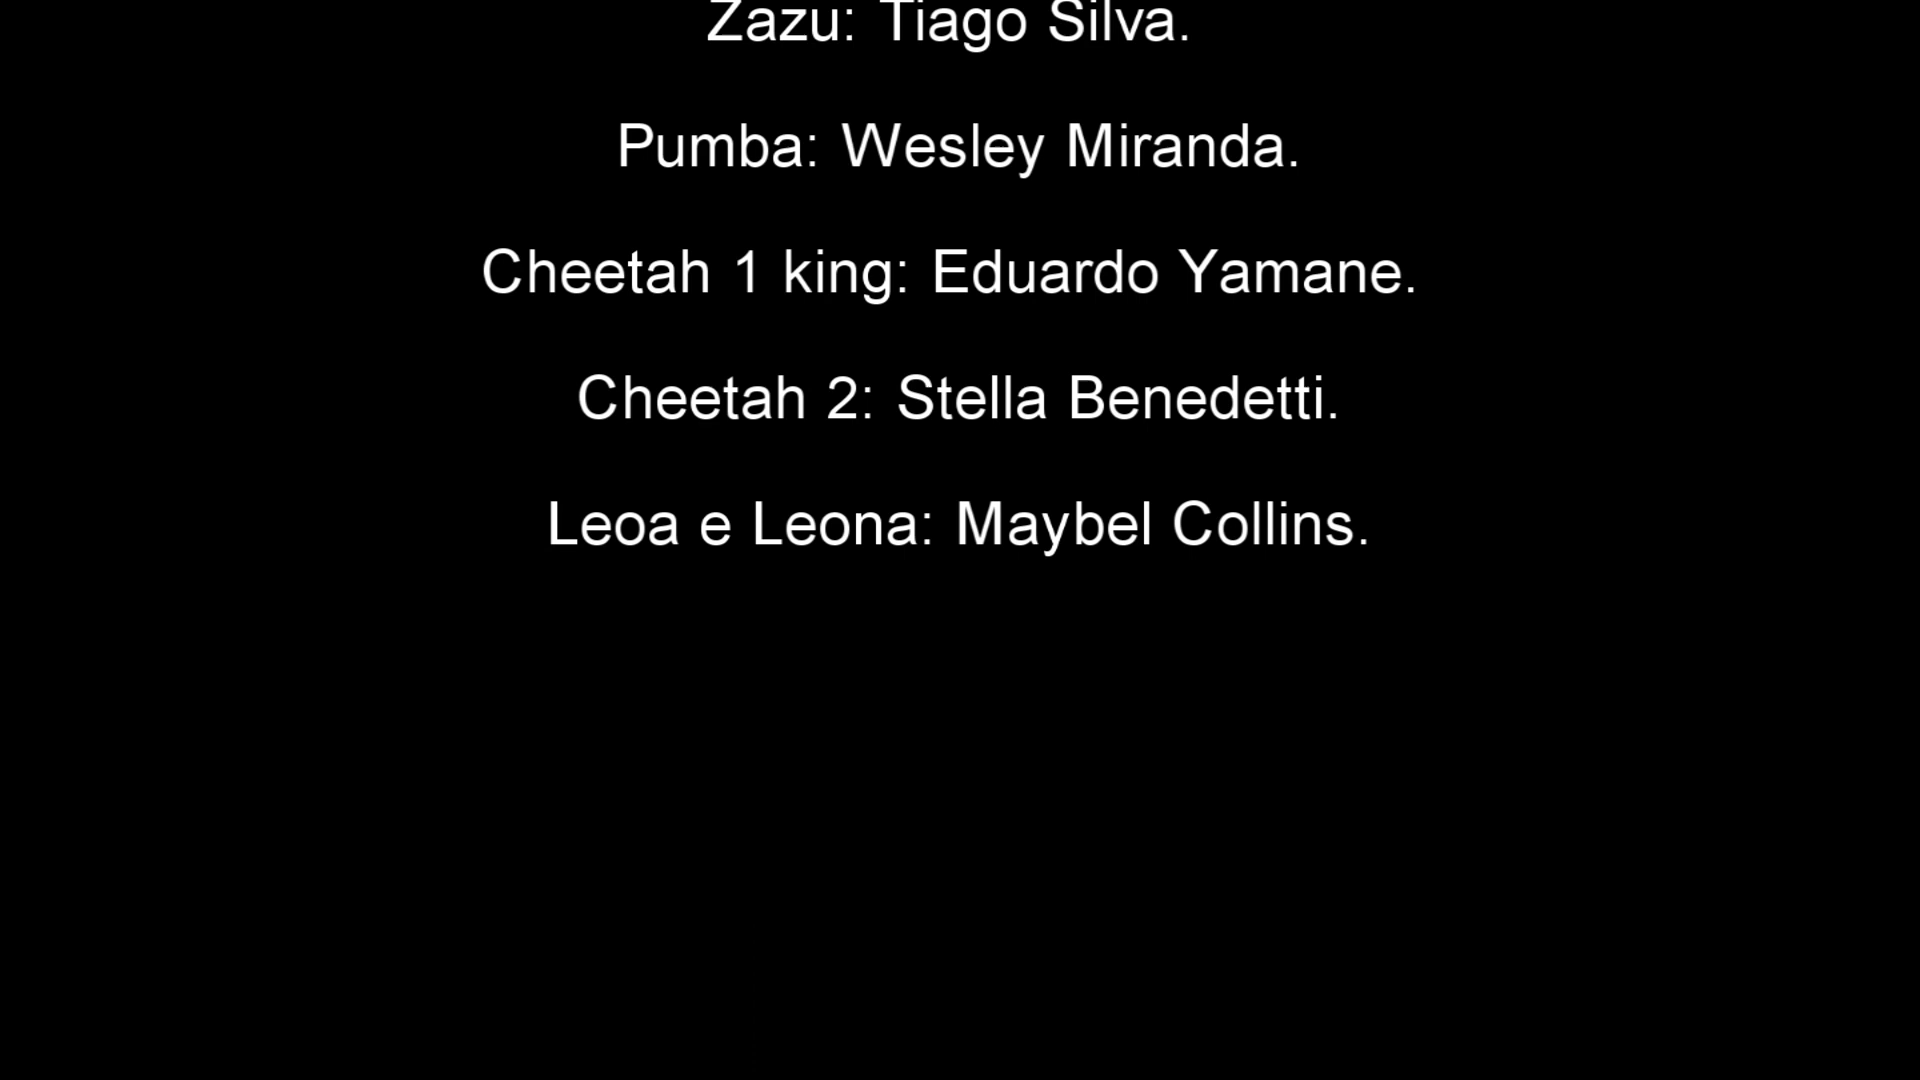 Zazu: Tiago Silva.
Pumba: Wesley Miranda.
Cheetah 1 king: Eduardo Yamane.
Cheetah 2: Stella Benedetti.
Leoa e Leona: Maybel Collins.